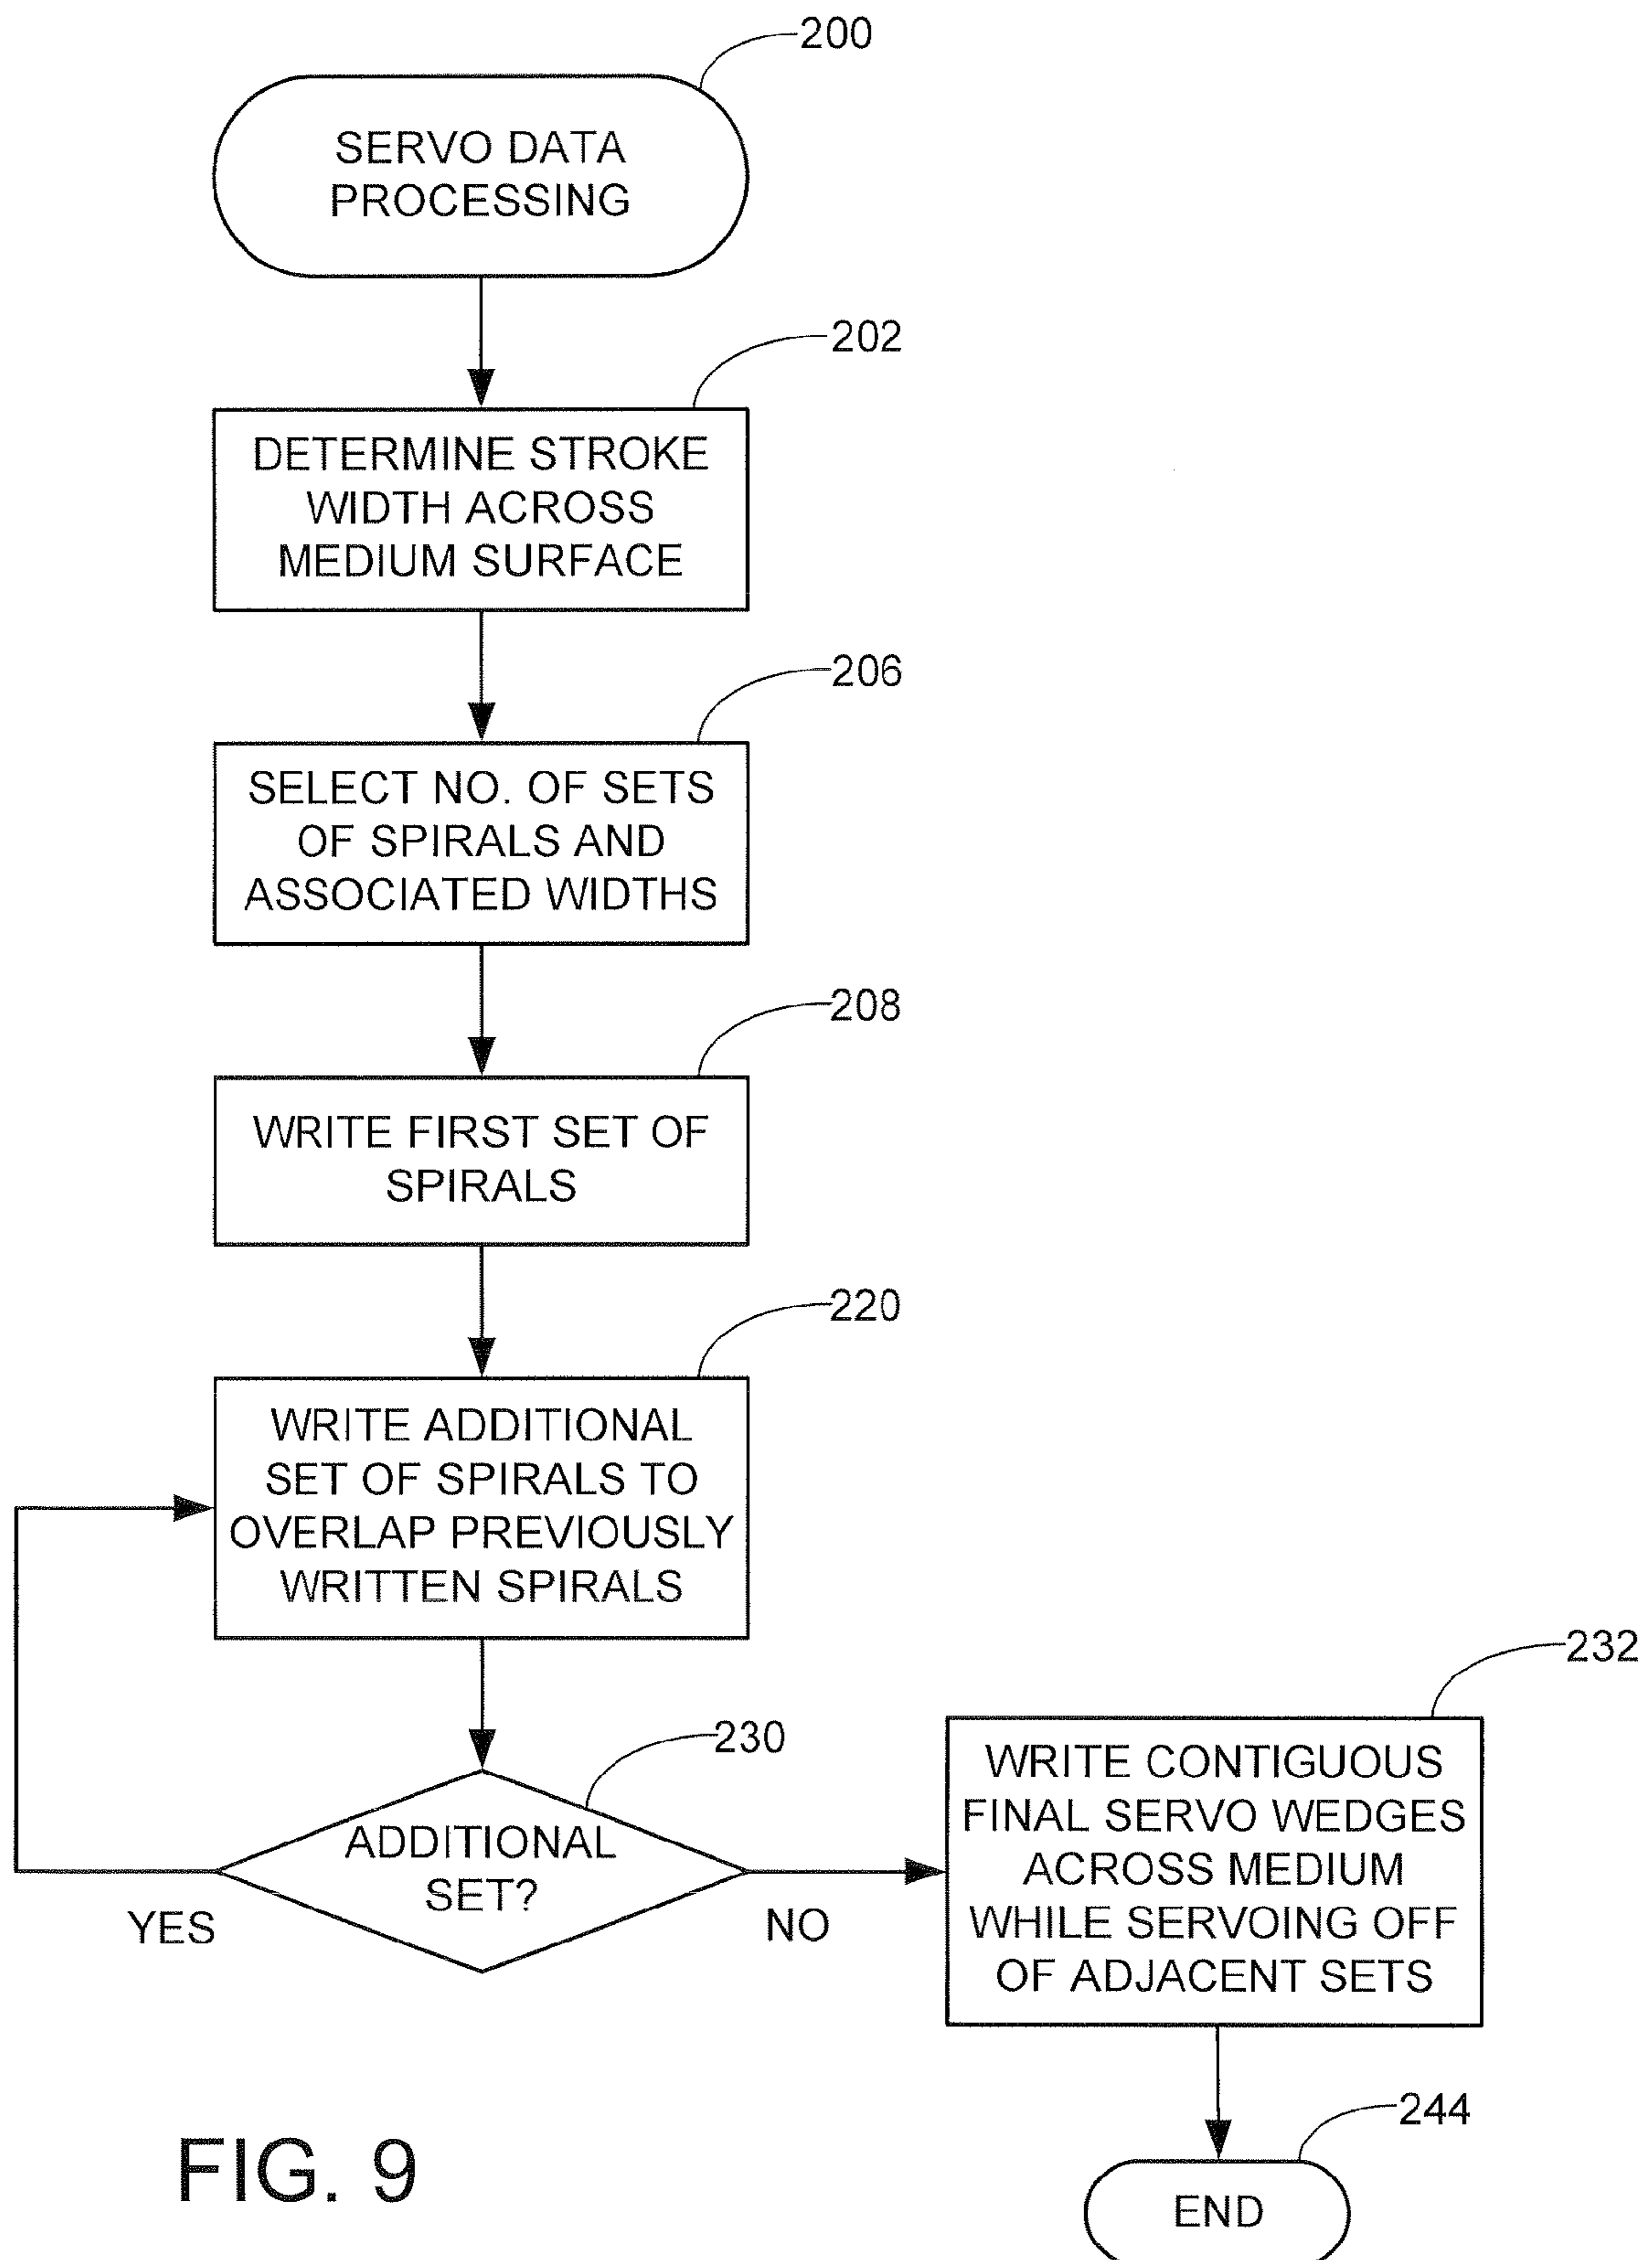 200
SERVO DATA
PROCESSING
202
DETERMINE STROKE
WIDTH ACROSS
MEDIUM SURFACE
206
SELECT NO. OF SETS
OF SPIRALS AND
ASSOCIATED WIDTHS
208
WRITE FIRST SET OF
SPIRALS
220
WRITE ADDITIONAL
SET OF SPIRALS TO
OVERLAP PREVIOUSLY
WRITTEN SPIRALS
230
ADDITIONAL
SET?
YES
NO
232
WRITE CONTIGUOUS
FINAL SERVO WEDGES
ACROSS MEDIUM
WHILE SERVOING OFF
OF ADJACENT SETS
244
END
FIG. 9